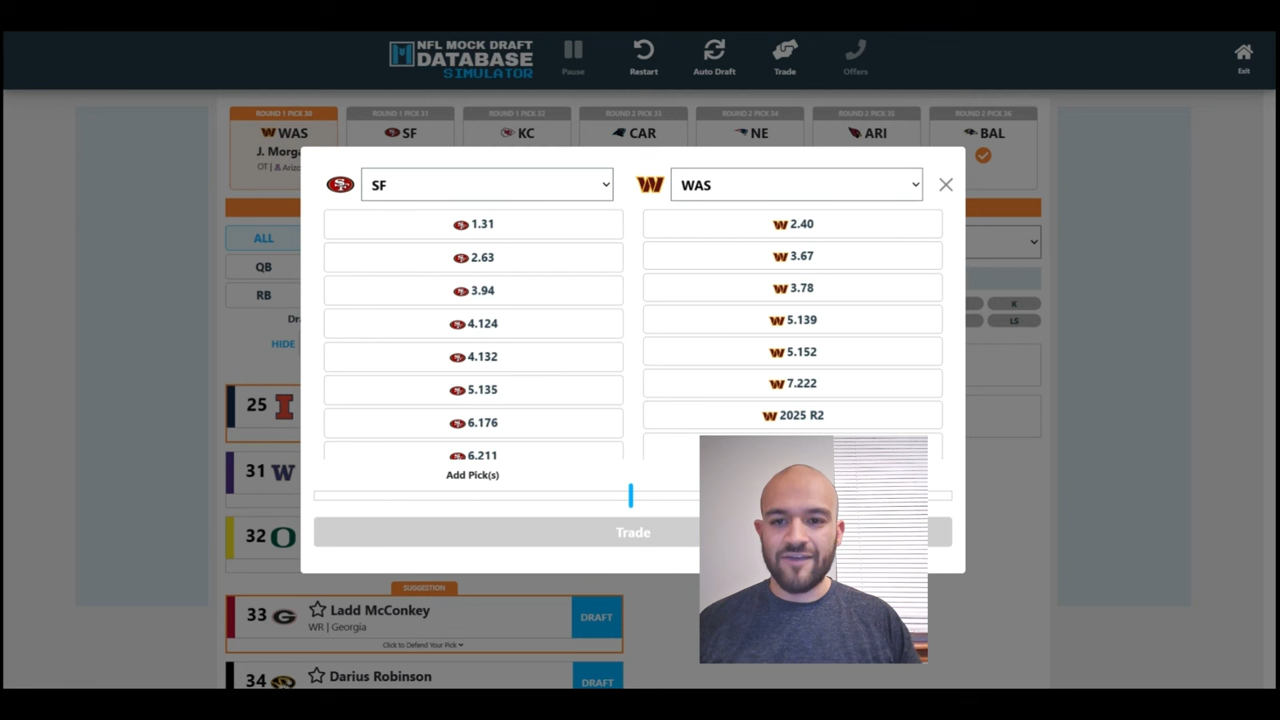 NFL MOCK DRAFT
DATABASE
SIMULATOR
Pause
Restart
Auto Draft
Trade
Offers
Exit
ROUND 1 PICK 30
ROUND 1 PICK 31
ROUND 1 PICK 32
ROUND 2 PICK 33
ROUND 2 PICK 34
ROUND 2 PICK 35
ROUND 2 PICK 36
WAS
SF
KC
CAR
NE
ARI
BAL
J. Morga
OT | Arizo
SF
WAS
1.31
2.63
3.94
4.124
4.132
5.135
6.176
6.211
2.40
3.67
3.78
5.139
5.152
7.222
2025 R2
Add Pick(s)
Trade
ALL
QB
RB
Dra
HIDE
K
LS
25
31
32
SUGGESTION
33
Ladd McConkey
WR | Georgia
DRAFT
Click to Defend Your Pick
34
Darius Robinson
DRAFT